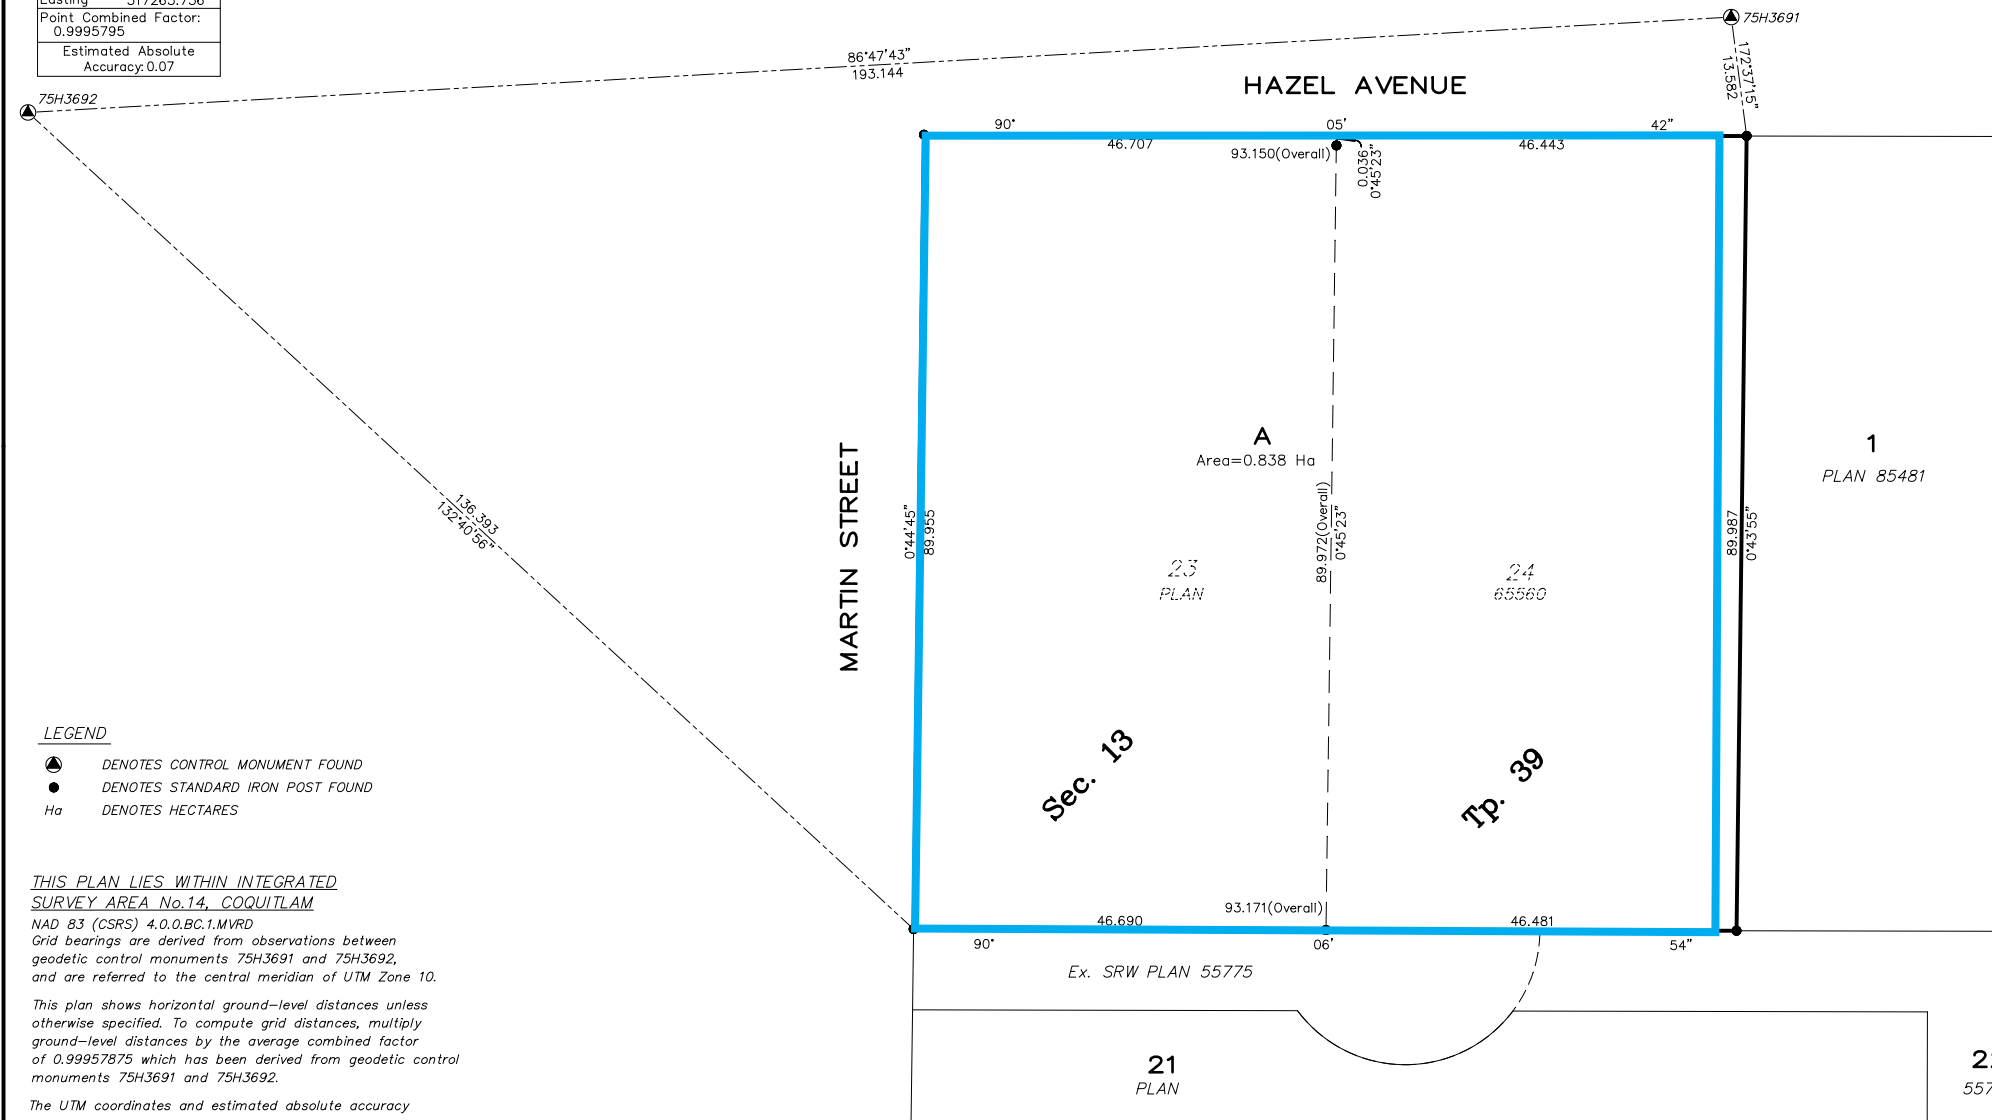 Point Combined Factor:
0.9995795
Estimated Absolute
Accuracy: 0.07
75H3692
86°47'43"
193.144
75H3691
172°37'15"
13.582
HAZEL AVENUE
90° 05' 42"
46.707
93.150(Overall)
46.443
0.036
0°45'23"
136.393
132°40'56"
MARTIN STREET
0°44'45"
89.955
A
Area=0.838 Ha
89.972(Overall)
0°45'23"
89.987
0°43'55"
1
PLAN 85481
23
PLAN
24
65560
Sec. 13
Tp. 39
93.171(Overall)
46.690
46.481
90° 06' 54"
Ex. SRW PLAN 55775
21
PLAN
LEGEND
DENOTES CONTROL MONUMENT FOUND
DENOTES STANDARD IRON POST FOUND
Ha DENOTES HECTARES
THIS PLAN LIES WITHIN INTEGRATED
SURVEY AREA No.14, COQUITLAM
NAD 83 (CSRS) 4.0.0.BC.1.MVRD
Grid bearings are derived from observations between
geodetic control monuments 75H3691 and 75H3692,
and are referred to the central meridian of UTM Zone 10.
This plan shows horizontal ground-level distances unless
otherwise specified. To compute grid distances, multiply
ground-level distances by the average combined factor
of 0.99957875 which has been derived from geodetic control
monuments 75H3691 and 75H3692.
The UTM coordinates and estimated absolute accuracy